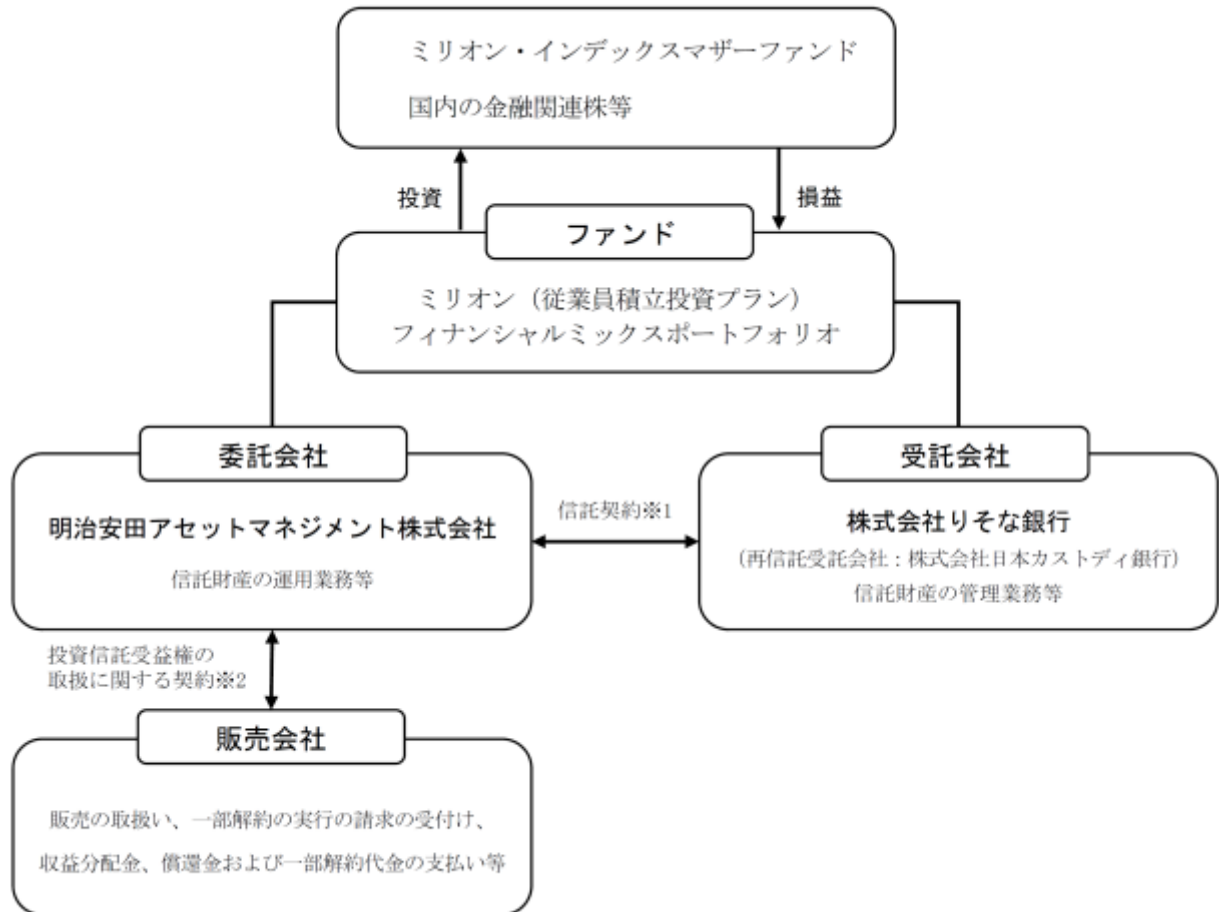 ミリオン・インデックスマザーファンド
国内の金融関連株等
投資
損益
ファンド
ミリオン（従業員積立投資プラン）
フィナンシャルミックスポートフォリオ
委託会社
明治安田アセットマネジメント株式会社
信託財産の運用業務等
信託契約※1
受託会社
株式会社りそな銀行
（再信託受託会社：株式会社日本カストディ銀行）
信託財産の管理業務等
投資信託受益権の
取扱に関する契約※2
販売会社
販売の取扱い、一部解約の実行の請求の受付け、
収益分配金、償還金および一部解約代金の支払い等